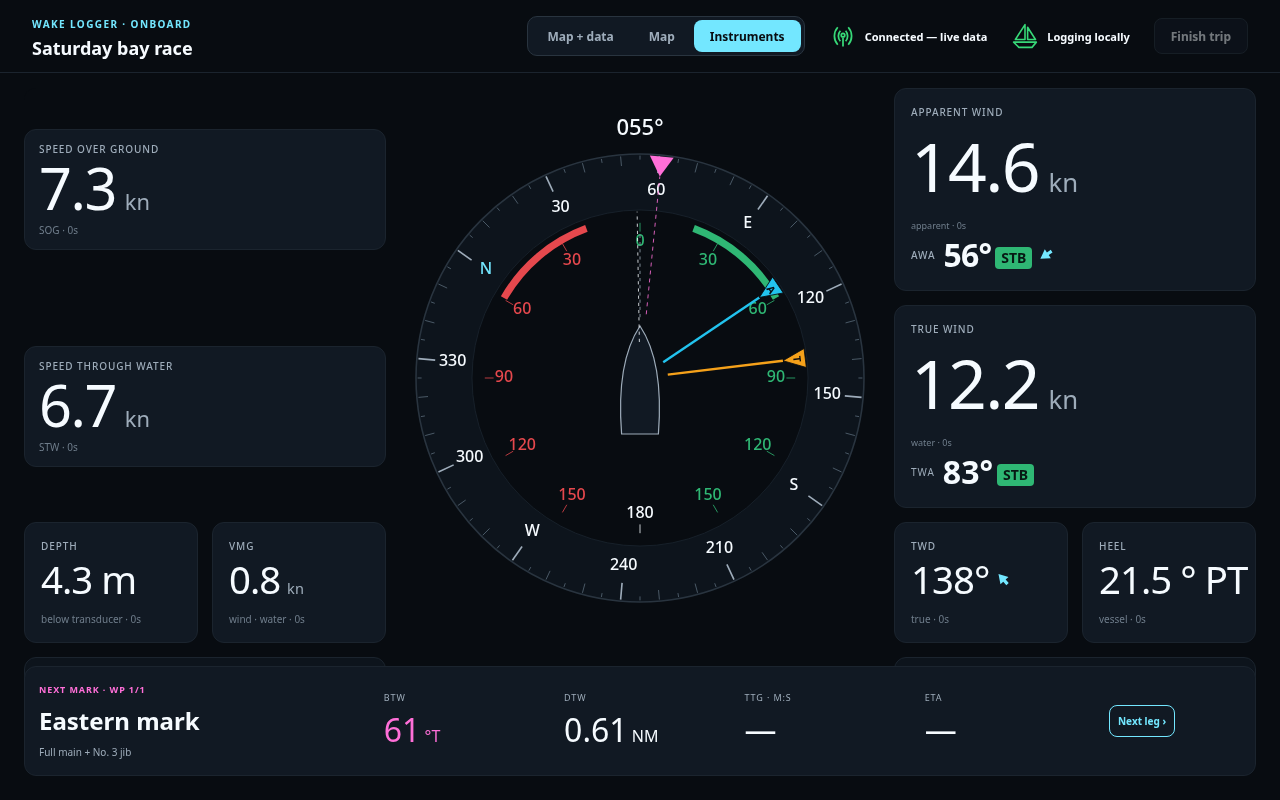 WAKE LOGGER · ONBOARD
Saturday bay race
Map + data
Map
Instruments
Connected — live data
Logging locally
Finish trip
SPEED OVER GROUND
7.3 kn
SOG · 0s
SPEED THROUGH WATER
6.7 kn
STW · 0s
DEPTH
4.3 m
below transducer · 0s
VMG
0.8 kn
wind · water · 0s
055°
60
30
E
N
120
330
150
300
S
W
210
240
0
30
30
60
60
90
90
120
120
150
150
180
A
T
APPARENT WIND
14.6 kn
apparent · 0s
AWA 56° STB
TRUE WIND
12.2 kn
water · 0s
TWA 83° STB
TWD
138°
true · 0s
HEEL
21.5 ° PT
vessel · 0s
NEXT MARK · WP 1/1
Eastern mark
Full main + No. 3 jib
BTW
61 °T
DTW
0.61 NM
TTG · M:S
—
ETA
—
Next leg ›